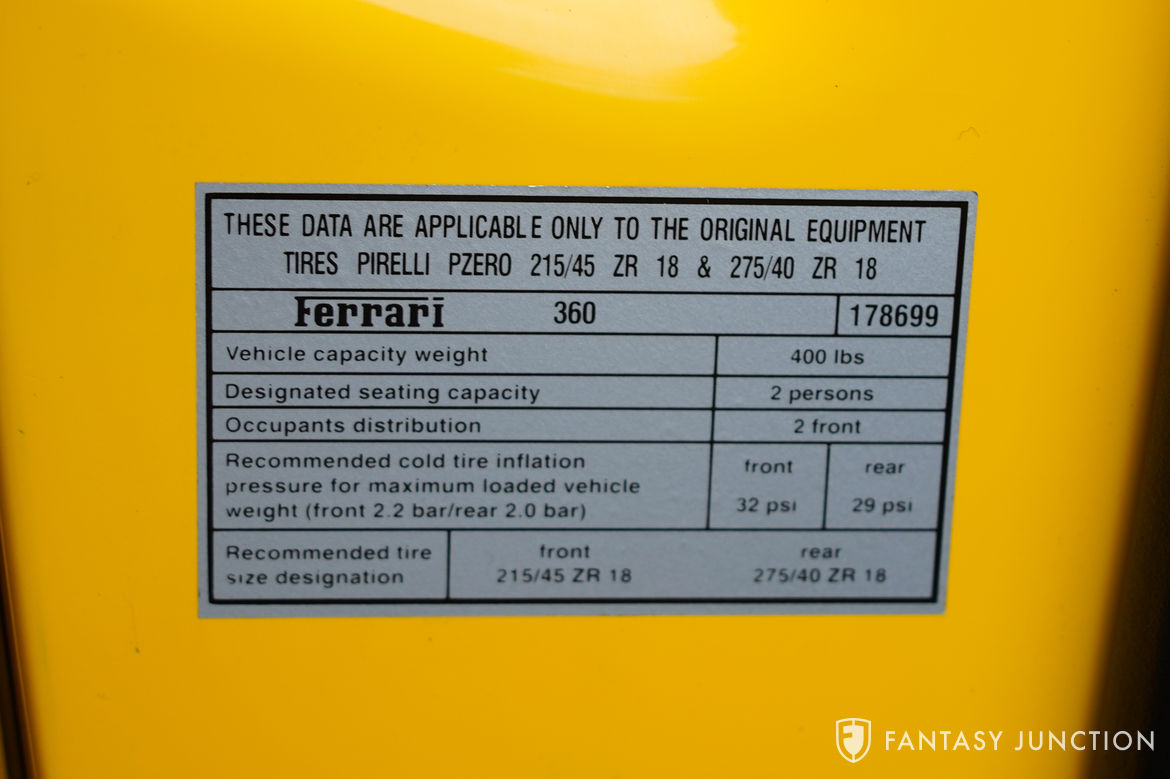 THESE DATA ARE APPLICABLE ONLY TO THE ORIGINAL EQUIPMENT
TIRES PIRELLI PZERO 215/45 ZR 18 & 275/40 ZR 18
Ferrari 360 178699
Vehicle capacity weight 400 lbs
Designated seating capacity 2 persons
Occupants distribution 2 front
Recommended cold tire inflation
pressure for maximum loaded vehicle
weight (front 2.2 bar/rear 2.0 bar)
front rear
32 psi 29 psi
Recommended tire
size designation
front rear
215/45 ZR 18 275/40 ZR 18
FANTASY JUNCTION